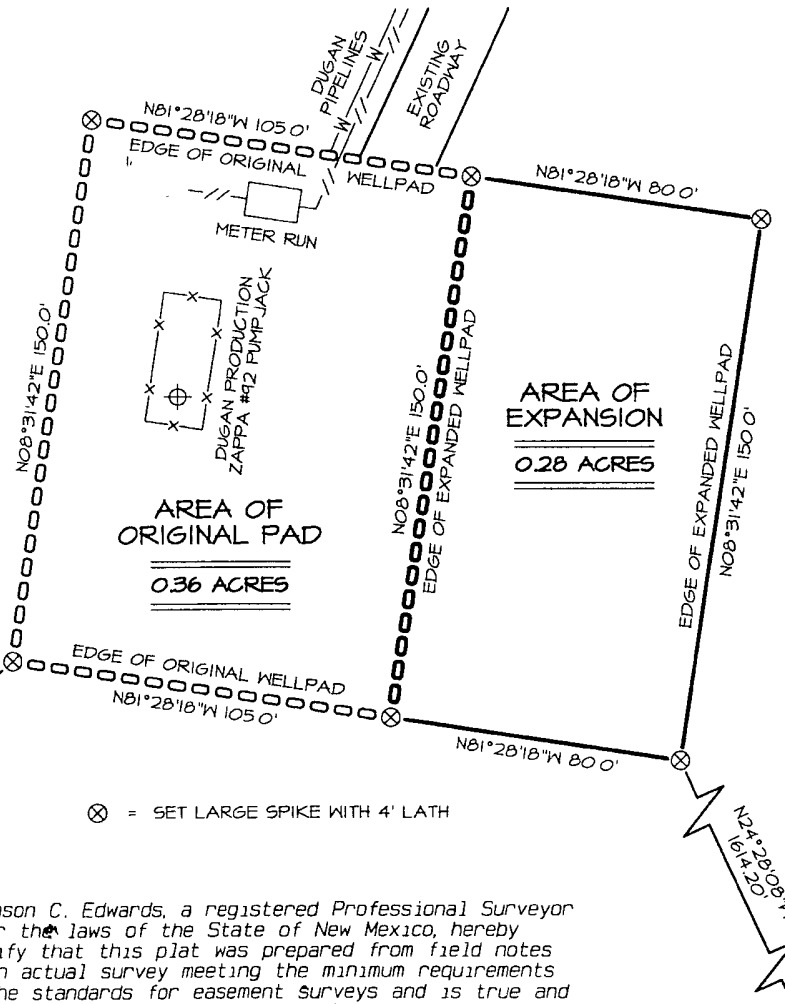 DUGAN
PIPELINES
EXISTING
ROADWAY
W
W
N81°28'18"W 105.0'
EDGE OF ORIGINAL
WELLPAD
N81°28'18"W 80.0'
METER RUN
DUGAN PRODUCTION
ZAPPA #92 PUMPJACK
N08°31'42"E 150.0'
N08°31'42"E 150.0'
EDGE OF EXPANDED WELLPAD
AREA OF
EXPANSION
0.28 ACRES
EDGE OF EXPANDED WELLPAD
N08°31'42"E 150.0'
AREA OF
ORIGINAL PAD
0.36 ACRES
EDGE OF ORIGINAL WELLPAD
N81°28'18"W 105.0'
N81°28'18"W 80.0'
= SET LARGE SPIKE WITH 4' LATH
N24°28'08"
1614.20'
son C. Edwards, a registered Professional Surveyor
r the laws of the State of New Mexico, hereby
ify that this plat was prepared from field notes
n actual survey meeting the minimum requirements
he standards for easement surveys and is true and